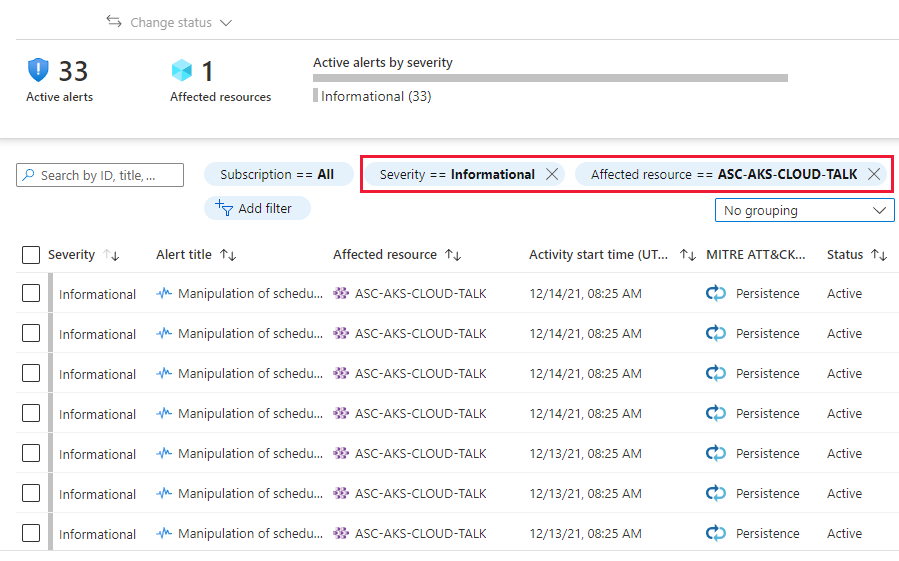 Change status
33
1
Active alerts by severity
Active alerts
Affected resources
Informational (33)
Search by ID, title, ...
Subscription == All
Severity == Informational
Affected resource == ASC-AKS-CLOUD-TALK
Add filter
No grouping
Severity Alert title Affected resource Activity start time (UT... MITRE ATT&CK... Status
Informational Manipulation of schedu... ASC-AKS-CLOUD-TALK 12/14/21, 08:25 AM Persistence Active
Informational Manipulation of schedu... ASC-AKS-CLOUD-TALK 12/14/21, 08:25 AM Persistence Active
Informational Manipulation of schedu... ASC-AKS-CLOUD-TALK 12/14/21, 08:25 AM Persistence Active
Informational Manipulation of schedu... ASC-AKS-CLOUD-TALK 12/14/21, 08:25 AM Persistence Active
Informational Manipulation of schedu... ASC-AKS-CLOUD-TALK 12/13/21, 08:25 AM Persistence Active
Informational Manipulation of schedu... ASC-AKS-CLOUD-TALK 12/13/21, 08:25 AM Persistence Active
Informational Manipulation of schedu... ASC-AKS-CLOUD-TALK 12/13/21, 08:25 AM Persistence Active